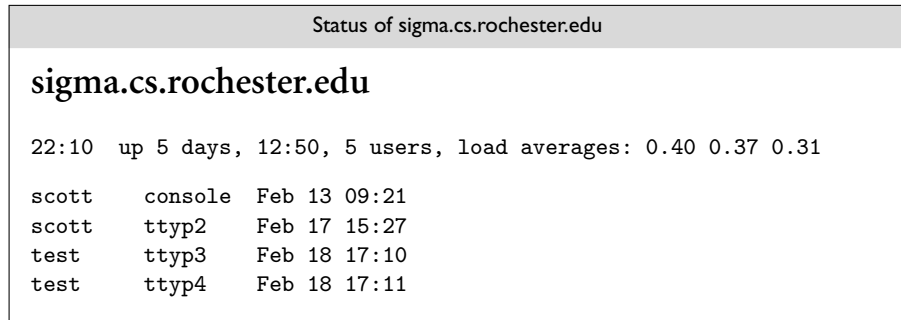 Status of sigma.cs.rochester.edu
sigma.cs.rochester.edu
22:10  up 5 days, 12:50, 5 users, load averages: 0.40 0.37 0.31
scott    console  Feb 13 09:21
scott    ttyp2    Feb 17 15:27
test     ttyp3    Feb 18 17:10
test     ttyp4    Feb 18 17:11